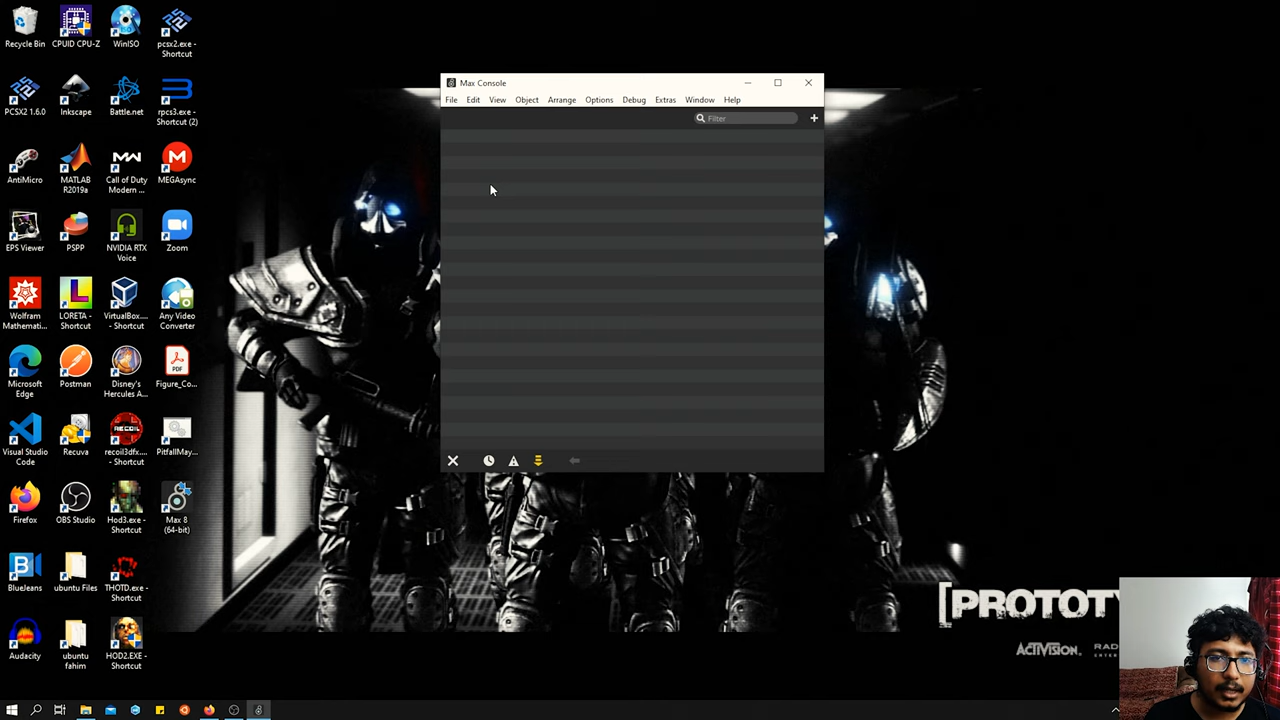 Recycle Bin
CPUID CPU-Z
WinISO
pcsx2.exe -
Shortcut
PCSX2 1.6.0
Inkscape
Battle.net
rpcs3.exe -
Shortcut (2)
AntiMicro
MATLAB
R2019a
Call of Duty
Modern ...
MEGAsync
EPS Viewer
PSPP
NVIDIA RTX
Voice
Zoom
Wolfram
Mathemati...
LORETA -
Shortcut
VirtualBox....
- Shortcut
Any Video
Converter
Microsoft
Edge
Postman
Disney's
Hercules A...
PDF
Figure_Co...
Visual Studio
Code
Recuva
RECOIL
recoil3dfx....
- Shortcut
PitfallMay...
Firefox
OBS Studio
Hod3.exe -
Shortcut
Max 8
(64-bit)
BlueJeans
ubuntu Files
THOTD.exe -
Shortcut
Audacity
ubuntu
fahim
HOD2.EXE -
Shortcut
Max Console
File Edit View Object Arrange Options Debug Extras Window Help
Filter
[PROTOTY
ACTIVISION. RAD